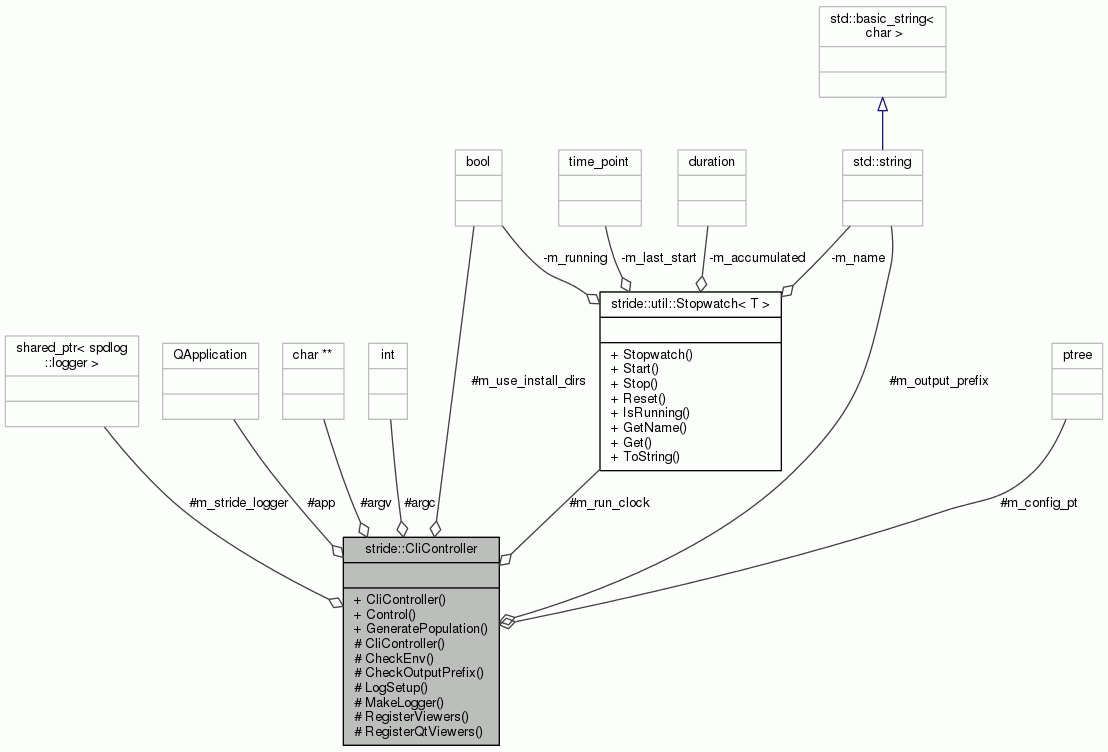 std::basic_string<
char >
bool
time_point
duration
std::string
-m_running
-m_last_start
-m_accumulated
-m_name
stride::util::Stopwatch< T >
+ Stopwatch()
+ Start()
+ Stop()
+ Reset()
+ IsRunning()
+ GetName()
+ Get()
+ ToString()
shared_ptr< spdlog
::logger >
QApplication
char **
int
ptree
#m_use_install_dirs
#m_output_prefix
#m_stride_logger
#app
#argv
#argc
#m_run_clock
#m_config_pt
stride::CliController
+ CliController()
+ Control()
+ GeneratePopulation()
# CliController()
# CheckEnv()
# CheckOutputPrefix()
# LogSetup()
# MakeLogger()
# RegisterViewers()
# RegisterQtViewers()